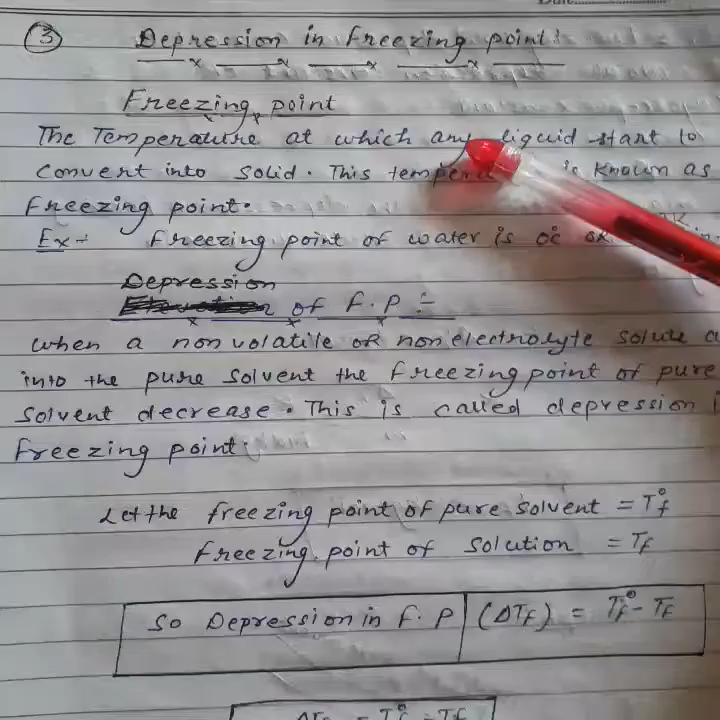 ③ Depression in freezing point :
Freezing point
The Temperature at which any liquid start to
Convert into Solid. This temper is known as
freezing point.
Ex- freezing point of water is 0°c or
Depression
of f.p :-
when a non volatile or non electrolyte solute a
into the pure solvent the freezing point of pure
Solvent decrease. This is called depression i
freezing point.
Let the freezing point of pure solvent = T°f
freezing point of solution = Tf
So Depression in f.p (ΔTf) = T°f - Tf
ΔTf = T°f - Tf